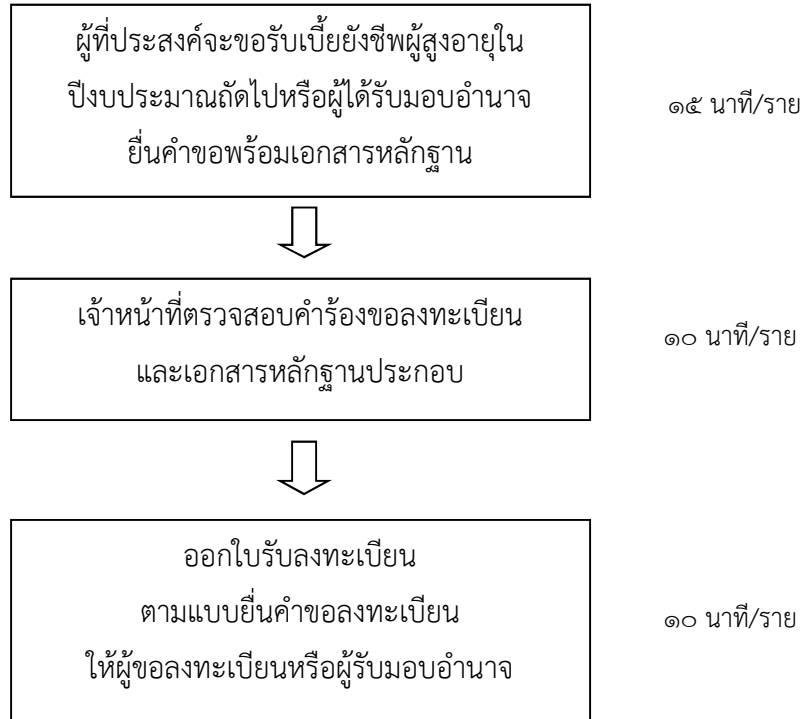 ผู้ที่ประสงค์จะขอรับเบี้ยยังชีพผู้สูงอายุใน
ปีงบประมาณถัดไปหรือผู้ได้รับมอบอำนาจ
ยื่นคำขอพร้อมเอกสารหลักฐาน
๑๕ นาที/ราย
เจ้าหน้าที่ตรวจสอบคำร้องขอลงทะเบียน
และเอกสารหลักฐานประกอบ
๑๐ นาที/ราย
ออกใบรับลงทะเบียน
ตามแบบยื่นคำขอลงทะเบียน
ให้ผู้ขอลงทะเบียนหรือผู้รับมอบอำนาจ
๑๐ นาที/ราย